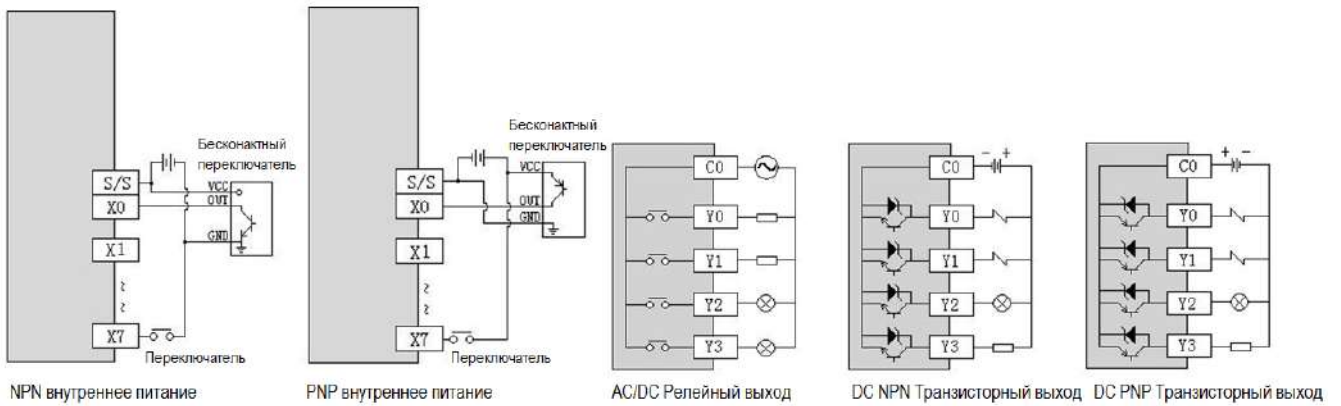 Бесконактный
переключатель
S/S
VCC
X0
OUT
X1
GND
~
~
X7
Переключатель
NPN внутреннее питание
Бесконактный
переключатель
VCC
S/S
X0
OUT
GND
X1
~
~
X7
Переключатель
PNP внутреннее питание
C0
Y0
Y1
Y2
Y3
AC/DC Релейный выход
- +
C0
Y0
Y1
Y2
Y3
DC NPN Транзисторный выход
+ -
C0
Y0
Y1
Y2
Y3
DC PNP Транзисторный выход